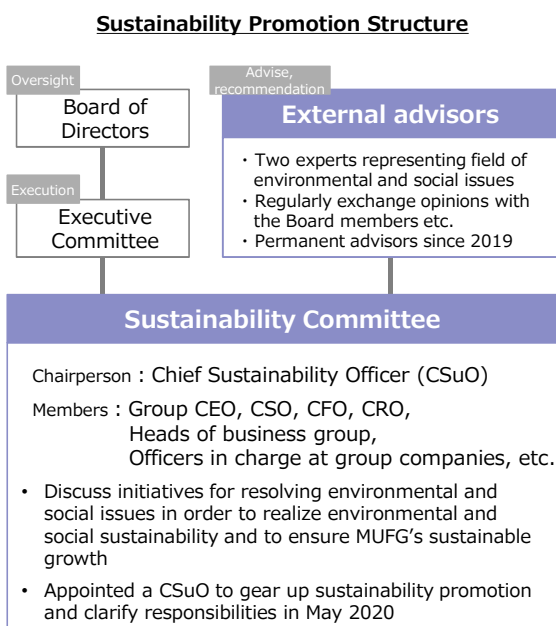 Sustainability Promotion Structure
Oversight
Board of
Directors
Execution
Executive
Committee
Advise,
recommendation
External advisors
・Two experts representing field of
environmental and social issues
・Regularly exchange opinions with
the Board members etc.
・Permanent advisors since 2019
Sustainability Committee
Chairperson : Chief Sustainability Officer (CSuO)
Members : Group CEO, CSO, CFO, CRO,
Heads of business group,
Officers in charge at group companies, etc.
• Discuss initiatives for resolving environmental and
social issues in order to realize environmental and
social sustainability and to ensure MUFG’s sustainable
growth
• Appointed a CSuO to gear up sustainability promotion
and clarify responsibilities in May 2020